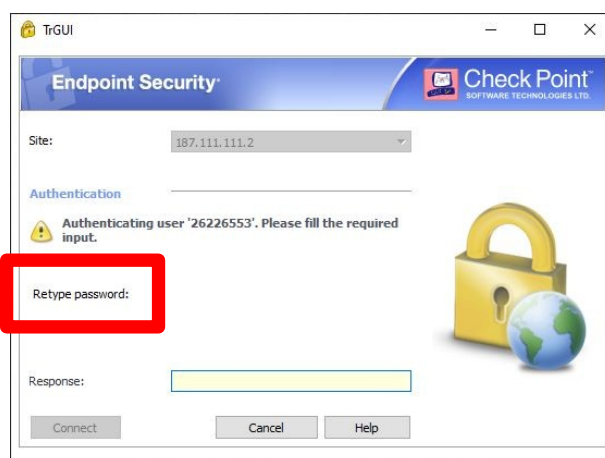 TrGUI
Endpoint Security
Check Point™
SOFTWARE TECHNOLOGIES LTD.
Site:
187.111.111.2
Authentication
Authenticating user '26226553'. Please fill the required
input.
Retype password:
Response:
Connect
Cancel
Help